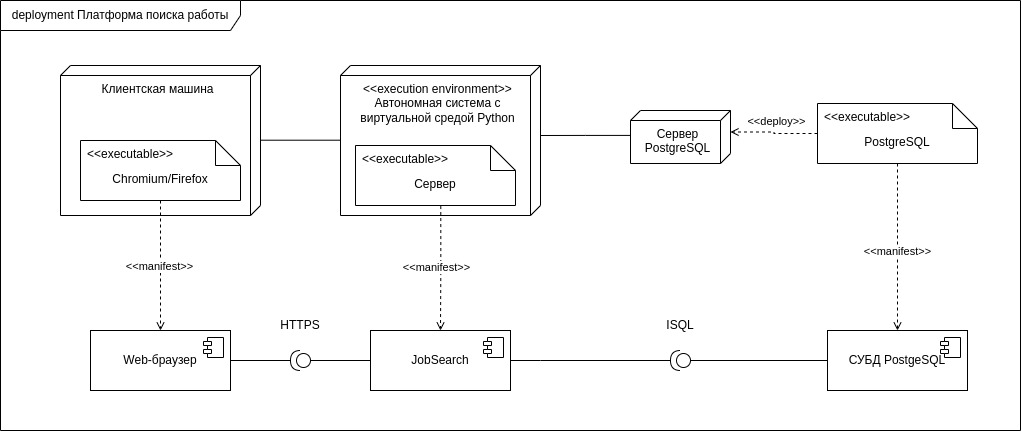 deployment Платформа поиска работы
Клиентская машина
<<executable>>
Chromium/Firefox
<<execution environment>>
Автономная система с
виртуальной средой Python
<<executable>>
Сервер
Сервер
PostgreSQL
<<deploy>>
<<executable>>
PostgreSQL
<<manifest>>
<<manifest>>
<<manifest>>
HTTPS
ISQL
Web-браузер
JobSearch
СУБД PostgeSQL